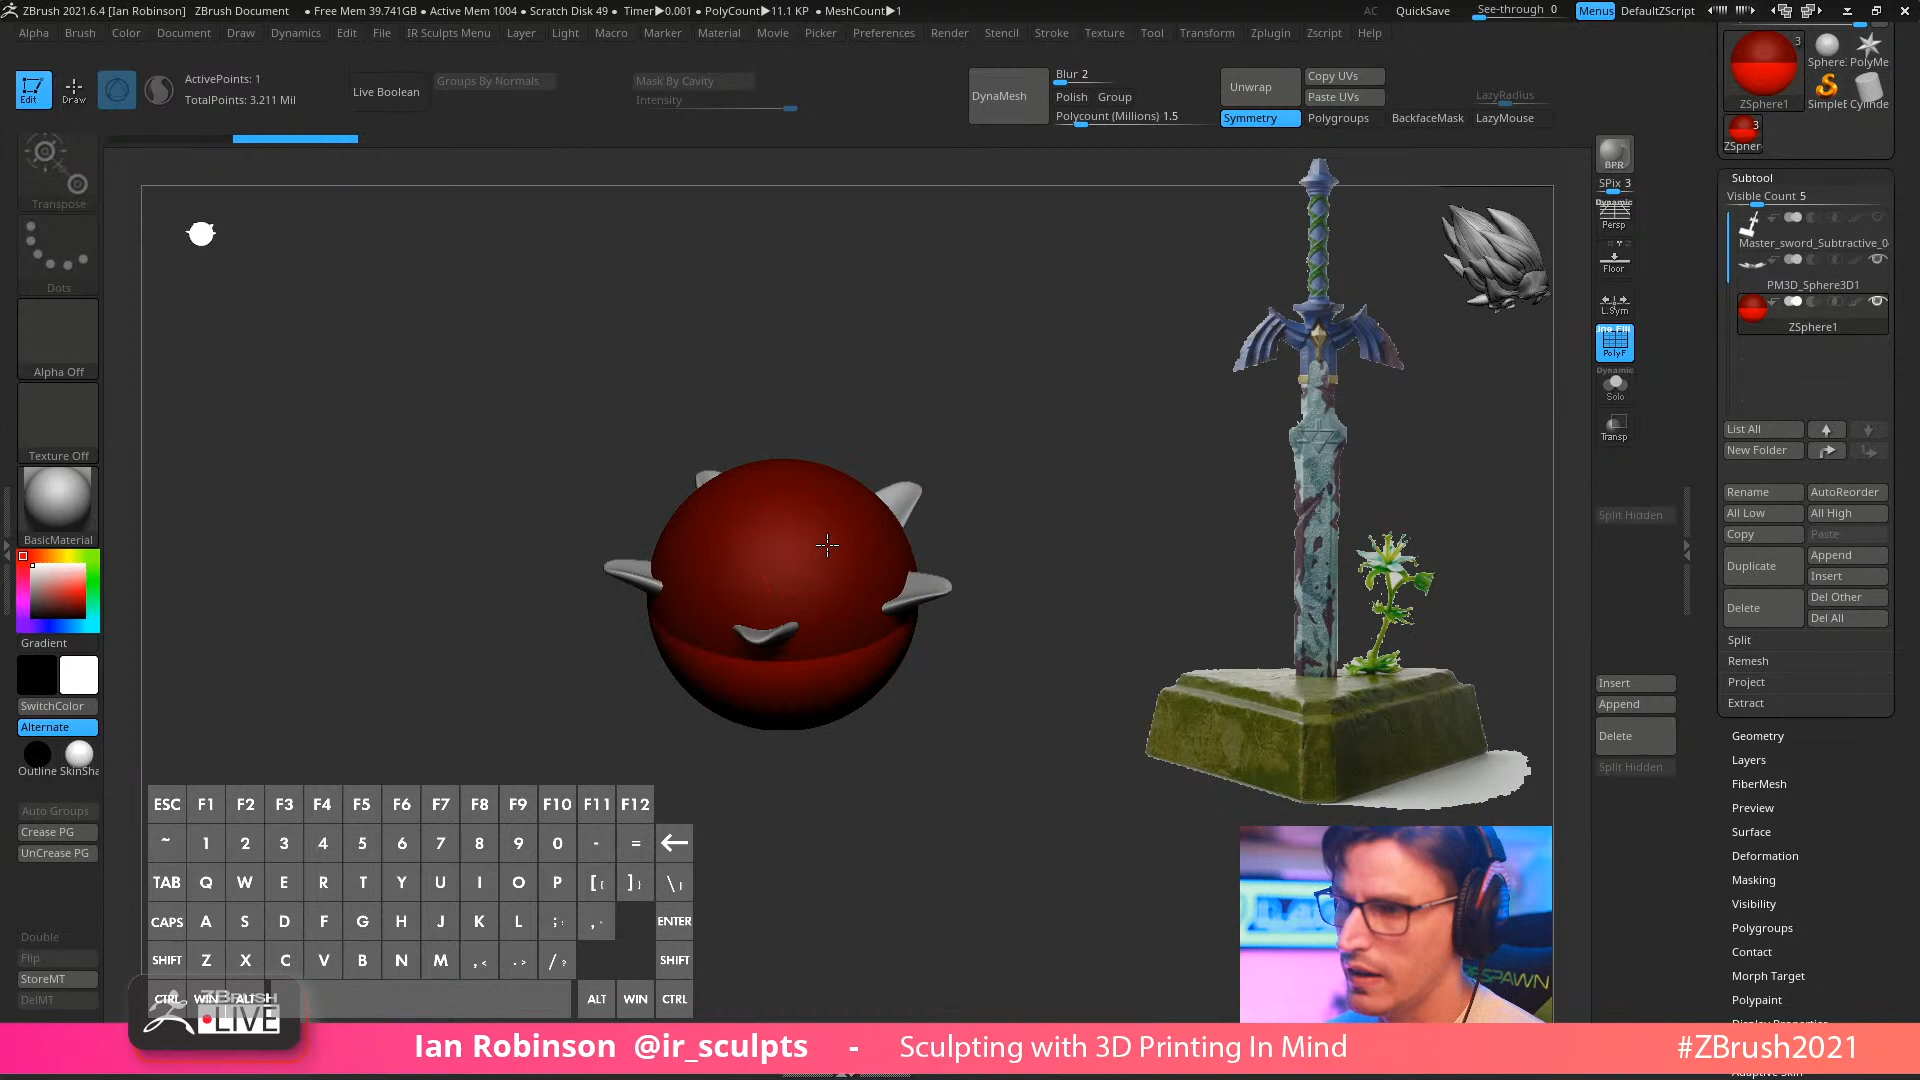 ZBrush 2021.6.4 [Ian Robinson] ZBrush Document • Free Mem 39.741GB • Active Mem 1004 • Scratch Disk 49 • Timer▶0.001 • PolyCount▶11.1 KP • MeshCount▶1 AC QuickSave See-through 0 Menus DefaultZScript
Alpha Brush Color Document Draw Dynamics Edit File IR Sculpts Menu Layer Light Macro Marker Material Movie Picker Preferences Render Stencil Stroke Texture Tool Transform Zplugin Zscript Help
Edit
Draw
ActivePoints: 1
TotalPoints: 3.211 Mil
Live Boolean
Groups By Normals
Mask By Cavity
Intensity
DynaMesh
Blur 2
Polish Group
Polycount (Millions) 1.5
Unwrap
Copy UVs
Paste UVs
Symmetry
Polygroups
BackfaceMask
LazyRadius
LazyMouse
Transpose
Dots
Alpha Off
Texture Off
BasicMaterial
Gradient
SwitchColor
Alternate
Outline SkinSha
Auto Groups
Crease PG
UnCrease PG
Double
Flip
StoreMT
DelMT
BPR
SPix 3
Dynamic
Persp
Floor
L.Sym
Line Fill
PolyF
Dynamic
Solo
Transp
Split Hidden
Insert
Append
Delete
Split Hidden
3
ZSphere1
Sphere. PolyMe
SimpleB Cylinde
3
Subtool
Visible Count 5
Master_sword_Subtractive_0
PM3D_Sphere3D1
ZSphere1
List All
New Folder
Rename AutoReorder
All Low All High
Copy Paste
Duplicate Append
Insert
Delete Del Other
Del All
Split
Remesh
Project
Extract
Geometry
Layers
FiberMesh
Preview
Surface
Deformation
Masking
Visibility
Polygroups
Contact
Morph Target
Polypaint
ESC F1 F2 F3 F4 F5 F6 F7 F8 F9 F10 F11 F12
~ 1 2 3 4 5 6 7 8 9 0 - =
TAB Q W E R T Y U I O P [ { ] } \ |
CAPS A S D F G H J K L ; : ENTER
SHIFT Z X C V B N M , < . > / ? SHIFT
CTRL WIN ALT ALT WIN CTRL
ZBRUSH
LIVE
Ian Robinson @ir_sculpts - Sculpting with 3D Printing In Mind #ZBrush2021